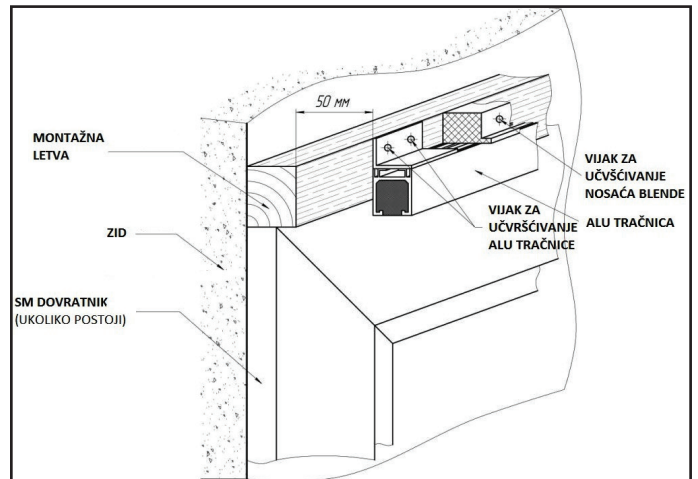 50 мм
MONTAŽNA
LETVA
ZID
SM DOVRATNIK
(UKOLIKO POSTOJI)
VIJAK ZA
UČVŠĆIVANJE
NOSAĆA BLENDE
VIJAK ZA
UČVRŠĆIVANJE
ALU TRAČNICE
ALU TRAČNICA